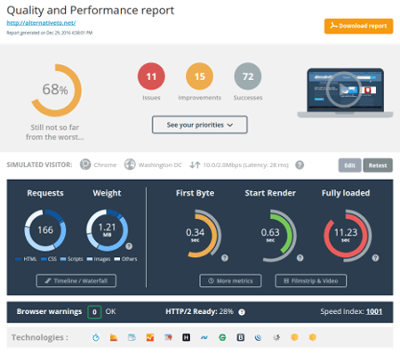 Quality and Performance report
http://alternativets.net/
Report generated on Dec 29, 2016, 6:58:01 PM
Download report
68%
Still not so far
from the worst...
11
Issues
15
Improvements
72
Successes
See your priorities
SIMULATED VISITOR:
Chrome
Washington DC
10.0/2.0Mbps (Latency: 28 ms)
?
Edit
Retest
Requests
Weight
First Byte
Start Render
Fully loaded
166
1.21
MB
0.34
sec
0.63
sec
11.23
sec
HTML
CSS
Scripts
Images
Others
Timeline / Waterfall
More metrics
Filmstrip & Video
Browser warnings 0 OK
HTTP/2 Ready: 28% ?
Speed Index: 1001
Technologies :